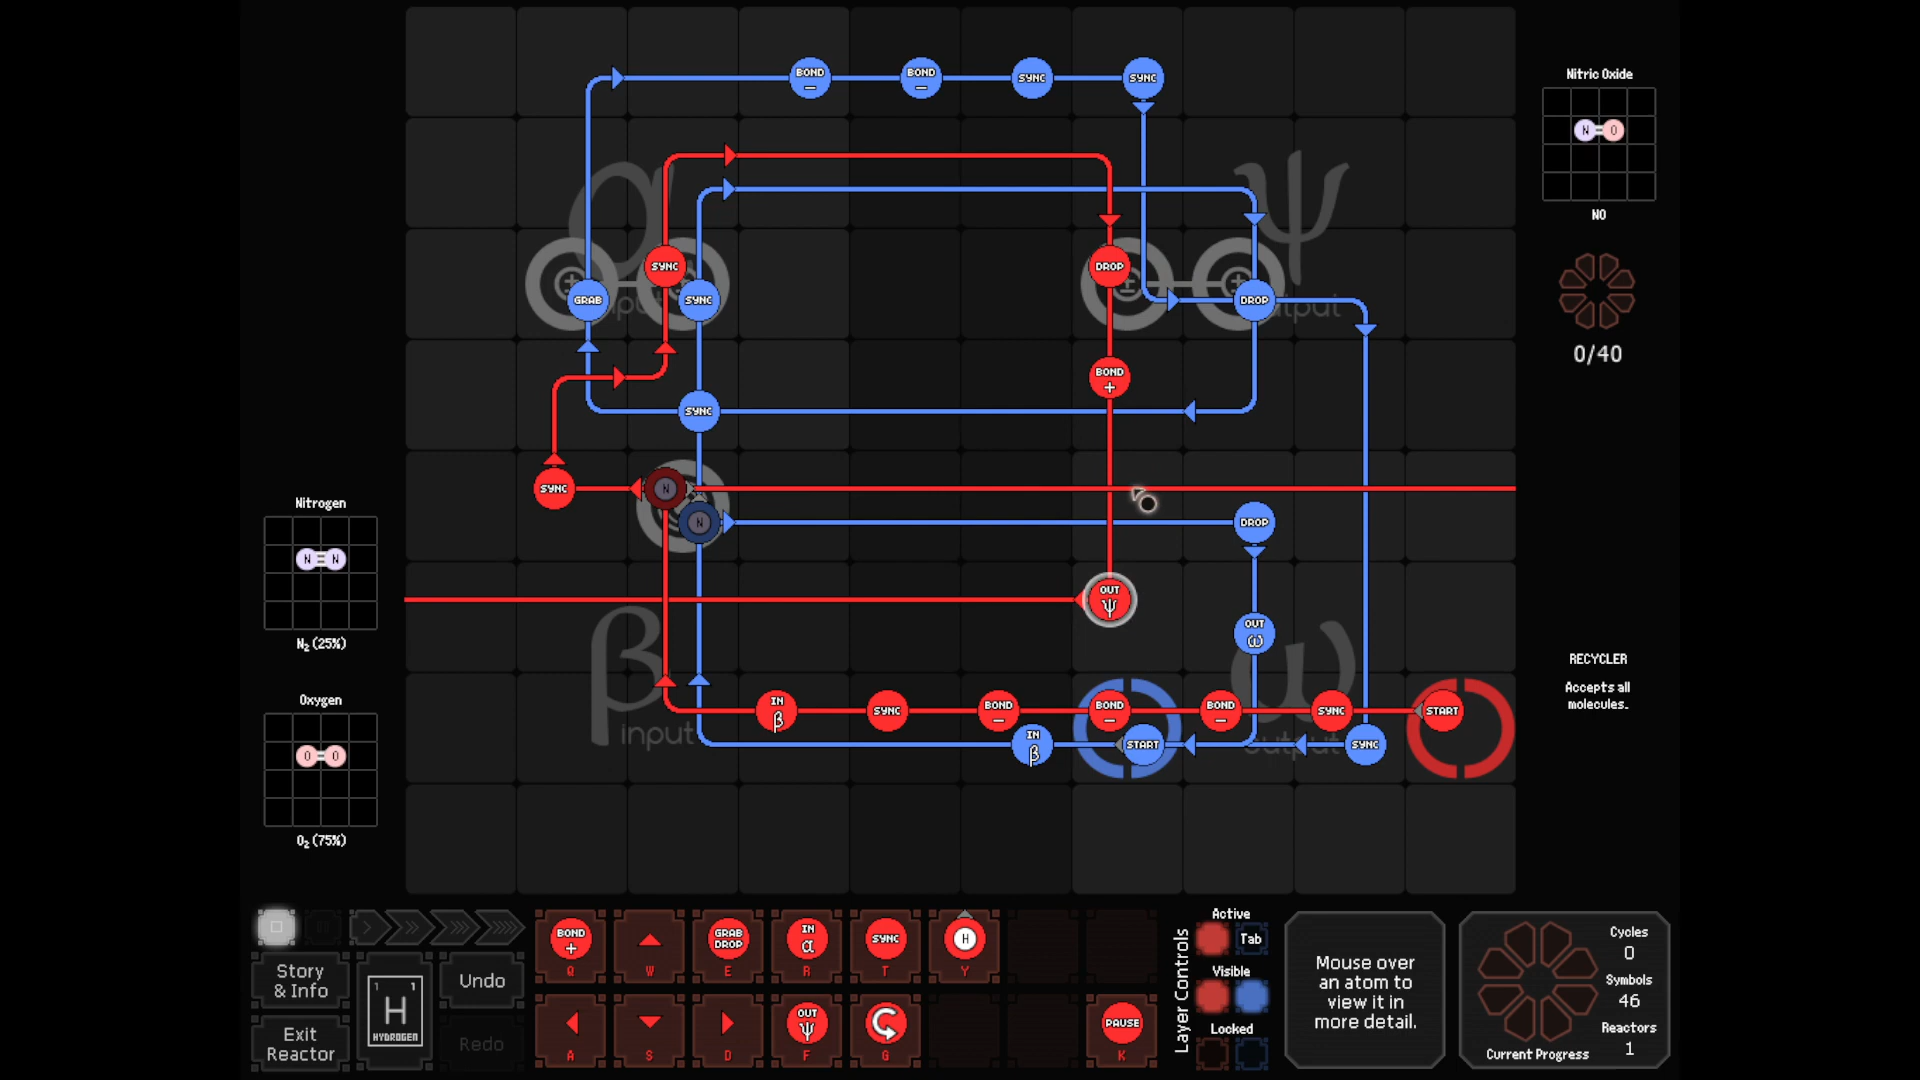 BOND
–
BOND
–
SYNC
SYNC
Nitric Oxide
N=O
NO
α
ψ
SYNC
GRAB
SYNC
DROP
DROP
0/40
BOND
+
SYNC
SYNC
N
N
DROP
Nitrogen
N≡N
N₂ (25%)
OUT
ψ
OUT
ω
β
input
ω
RECYCLER
Accepts all
molecules.
Oxygen
O=O
O₂ (75%)
IN
β
SYNC
BOND
–
BOND
–
BOND
–
SYNC
START
IN
β
START
SYNC
Story
& Info
Exit
Reactor
1 1
H
HYDROGEN
Undo
Redo
BOND
+
Q
W
GRAB
DROP
E
IN
α
R
SYNC
T
H
Y
A
S
D
OUT
ψ
F
G
PAUSE
K
Layer Controls
Active
Tab
Visible
Locked
Mouse over
an atom to
view it in
more detail.
Cycles
0
Symbols
46
Reactors
1
Current Progress